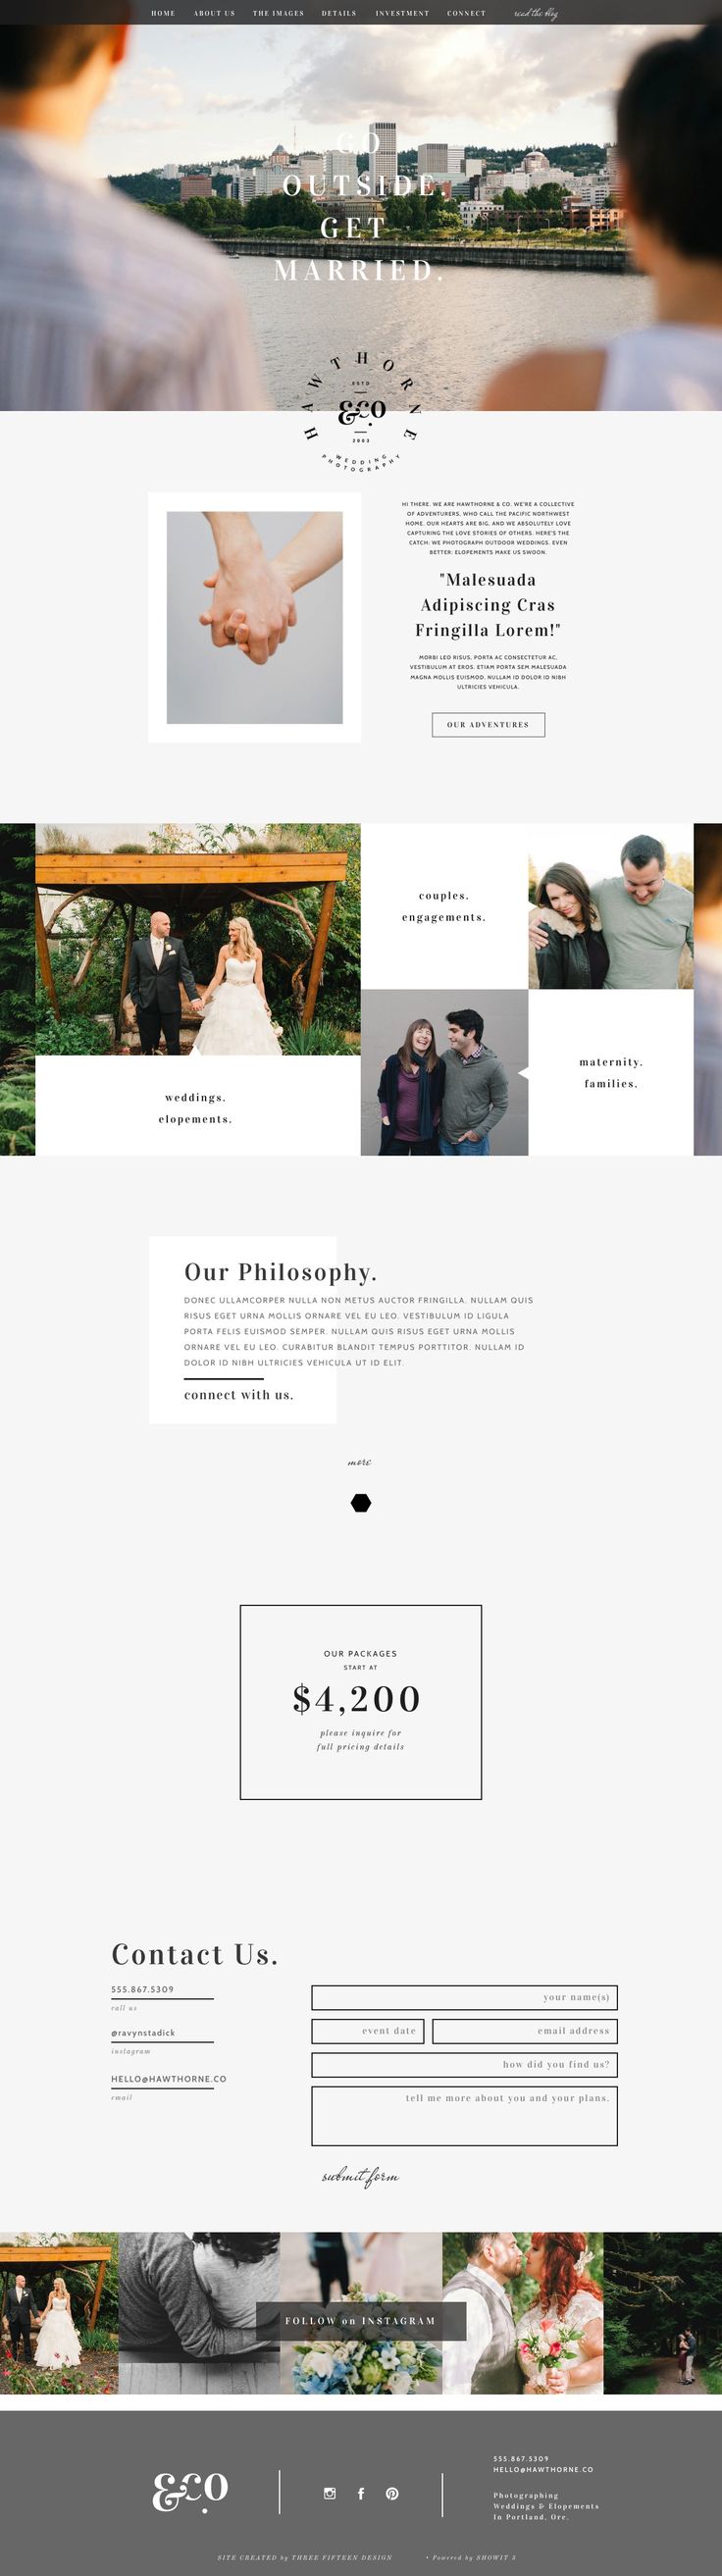 HOME ABOUT US THE IMAGES DETAILS INVESTMENT CONNECT read the blog
GO
OUTSIDE.
GET
MARRIED.
HAWTHORNE
ESTD
&CO
2003
WEDDING
PHOTOGRAPHY
HI THERE. WE ARE HAWTHORNE & CO. WE'RE A COLLECTIVE
OF ADVENTURERS, WHO CALL THE PACIFIC NORTHWEST
HOME. OUR HEARTS ARE BIG, AND WE ABSOLUTELY LOVE
CAPTURING THE LOVE STORIES OF OTHERS. HERE'S THE
CATCH: WE PHOTOGRAPH OUTDOOR WEDDINGS. EVEN
BETTER: ELOPEMENTS MAKE US SWOON.
"Malesuada
Adipiscing Cras
Fringilla Lorem!"
MORBI LEO RISUS, PORTA AC CONSECTETUR AC,
VESTIBULUM AT EROS. ETIAM PORTA SEM MALESUADA
MAGNA MOLLIS EUISMOD. NULLAM ID DOLOR ID NIBH
ULTRICIES VEHICULA.
OUR ADVENTURES
couples.
engagements.
weddings.
elopements.
maternity.
families.
Our Philosophy.
DONEC ULLAMCORPER NULLA NON METUS AUCTOR FRINGILLA. NULLAM QUIS
RISUS EGET URNA MOLLIS ORNARE VEL EU LEO. VESTIBULUM ID LIGULA
PORTA FELIS EUISMOD SEMPER. NULLAM QUIS RISUS EGET URNA MOLLIS
ORNARE VEL EU LEO. CURABITUR BLANDIT TEMPUS PORTTITOR. NULLAM ID
DOLOR ID NIBH ULTRICIES VEHICULA UT ID ELIT.
connect with us.
more
OUR PACKAGES
START AT
$4,200
please inquire for
full pricing details
Contact Us.
555.867.5309
call us
@ravynstadick
instagram
HELLO@HAWTHORNE.CO
email
your name(s)
event date
email address
how did you find us?
tell me more about you and your plans.
submit form
FOLLOW on INSTAGRAM
&CO
555.867.5309
HELLO@HAWTHORNE.CO
Photographing
Weddings & Elopements
In Portland, Ore.
SITE CREATED by THREE FIFTEEN DESIGN • Powered by SHOWIT 5